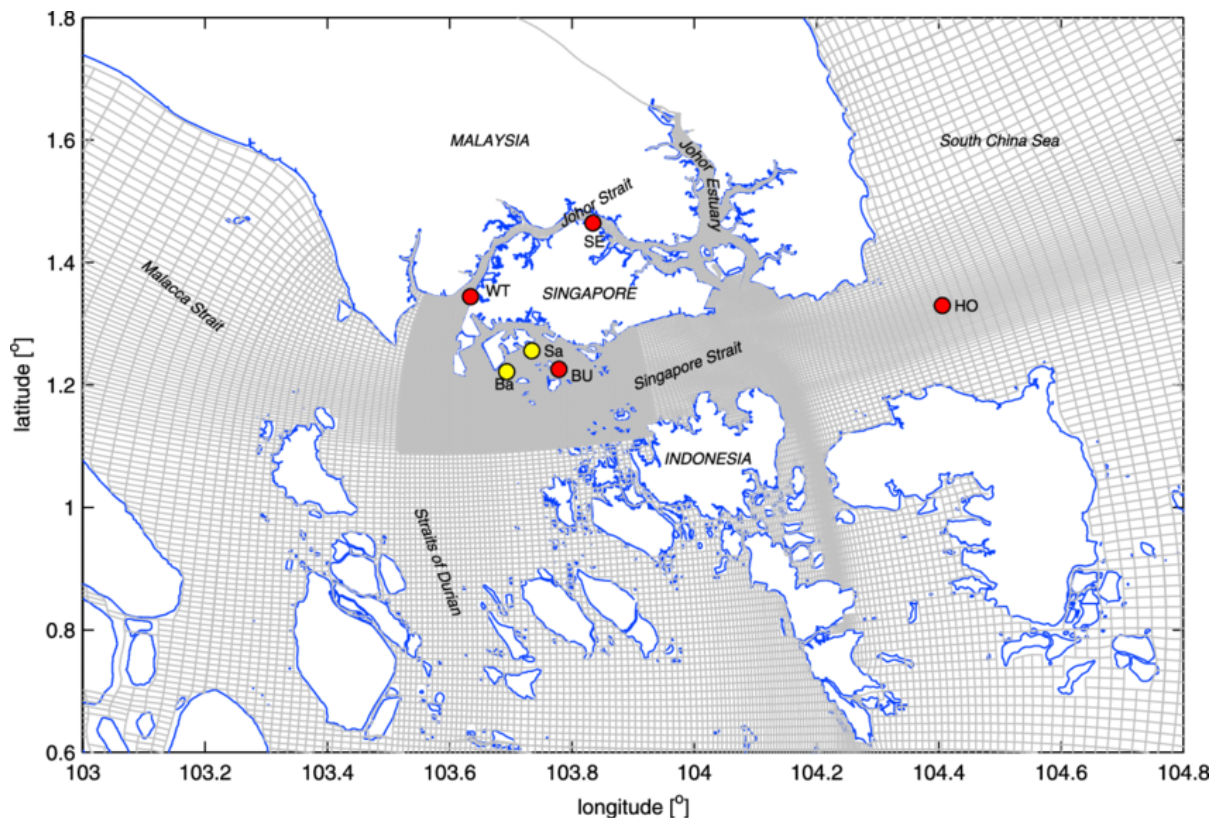 1.8
1.6
1.4
1.2
1
0.8
0.6
latitude [°]
MALAYSIA
South China Sea
Johor
Estuary
Johor Strait
SE
Malacca Strait
WT
SINGAPORE
HO
Sa
BU
Ba
Singapore Strait
INDONESIA
Straits of Durian
103
103.2
103.4
103.6
103.8
104
104.2
104.4
104.6
104.8
longitude [°]